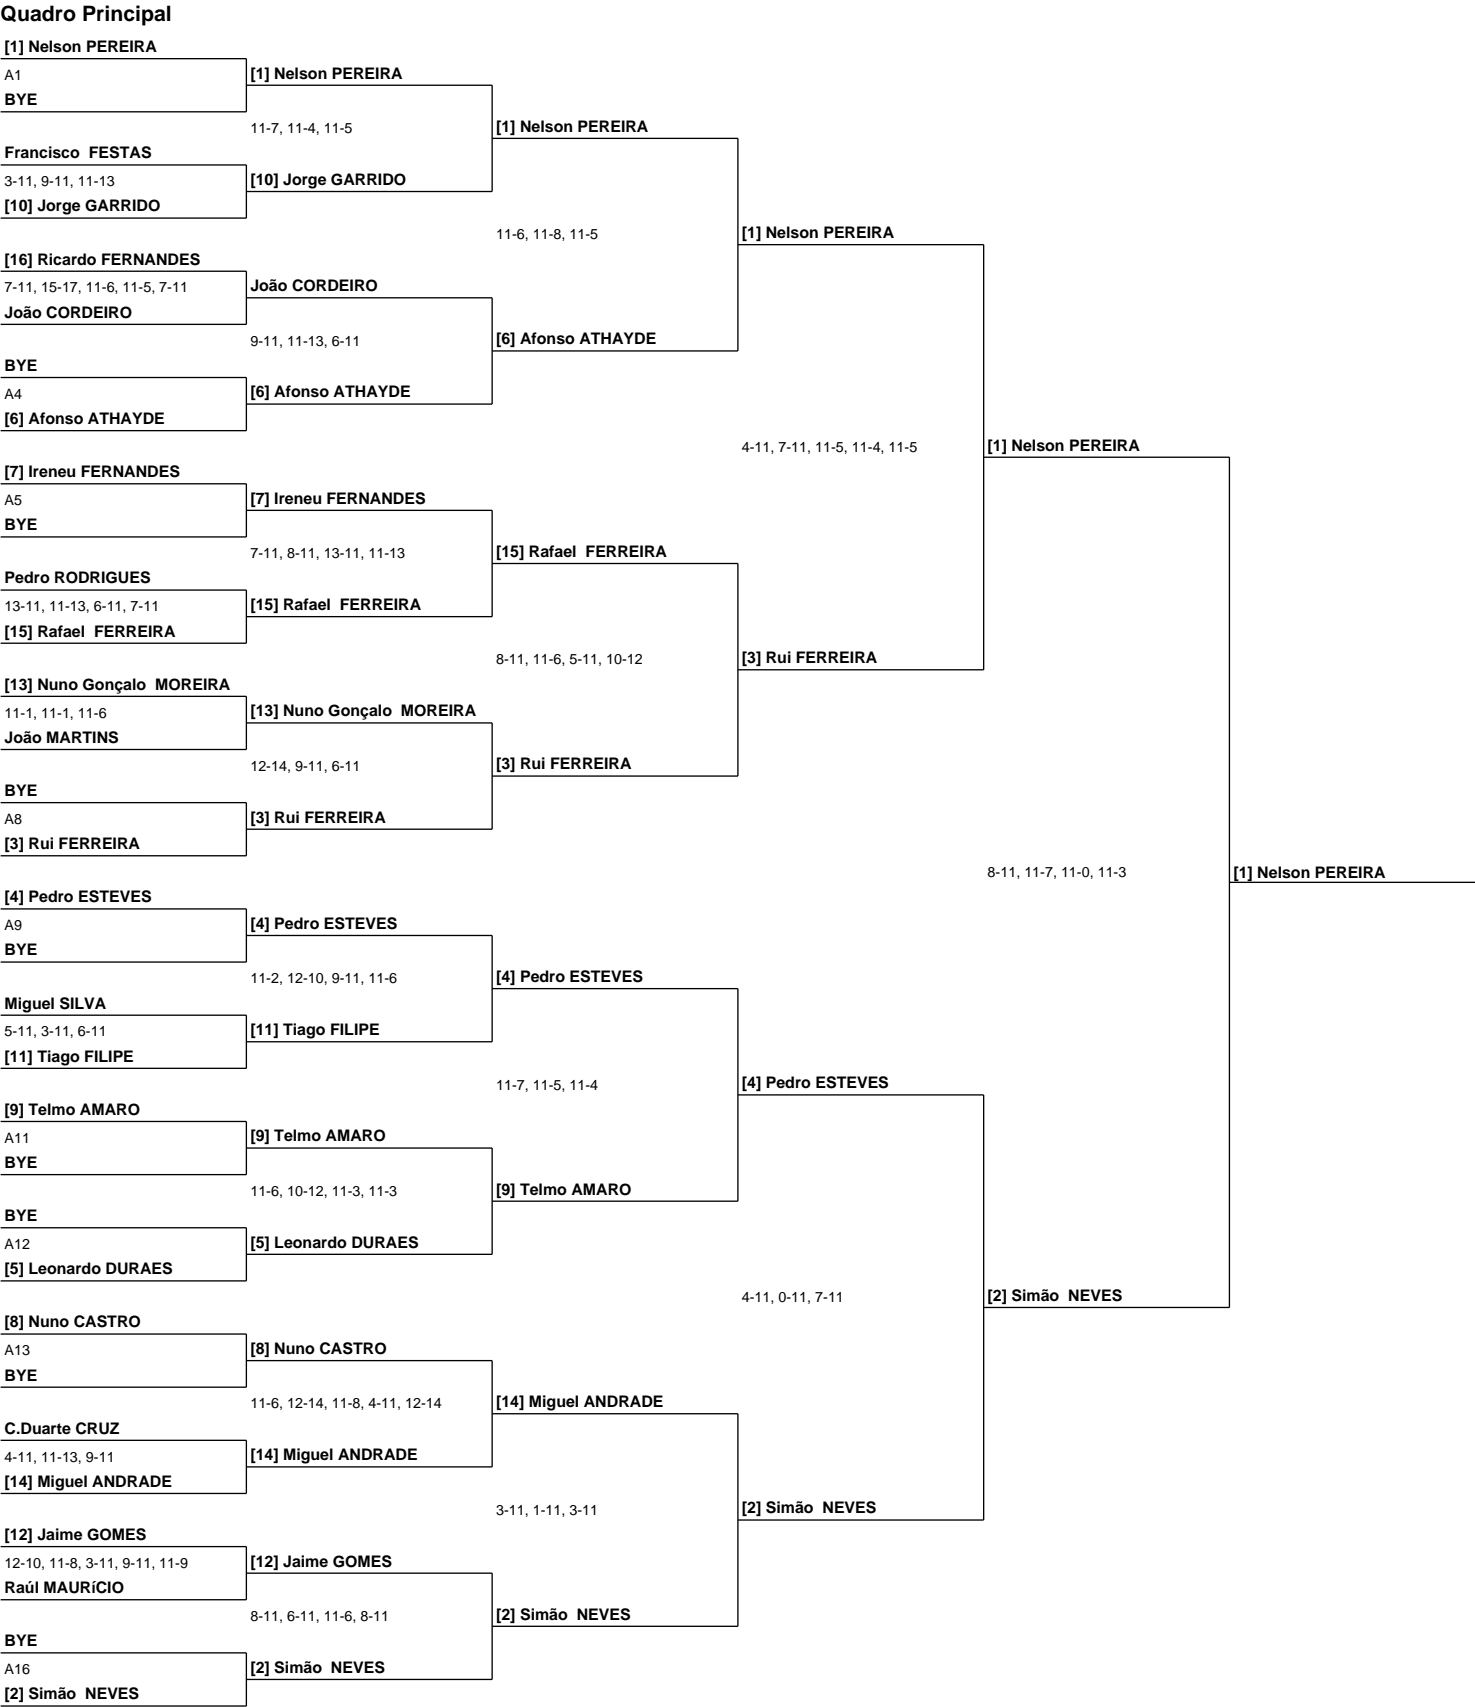 Quadro Principal
[1] Nelson PEREIRA
A1
[1] Nelson PEREIRA
BYE
11-7, 11-4, 11-5
[1] Nelson PEREIRA
Francisco  FESTAS
3-11, 9-11, 11-13
[10] Jorge GARRIDO
[10] Jorge GARRIDO
11-6, 11-8, 11-5
[1] Nelson PEREIRA
[16] Ricardo FERNANDES
7-11, 15-17, 11-6, 11-5, 7-11
João CORDEIRO
João CORDEIRO
9-11, 11-13, 6-11
[6] Afonso ATHAYDE
BYE
A4
[6] Afonso ATHAYDE
[6] Afonso ATHAYDE
4-11, 7-11, 11-5, 11-4, 11-5
[1] Nelson PEREIRA
[7] Ireneu FERNANDES
A5
[7] Ireneu FERNANDES
BYE
7-11, 8-11, 13-11, 11-13
[15] Rafael  FERREIRA
Pedro RODRIGUES
13-11, 11-13, 6-11, 7-11
[15] Rafael  FERREIRA
[15] Rafael  FERREIRA
8-11, 11-6, 5-11, 10-12
[3] Rui FERREIRA
[13] Nuno Gonçalo  MOREIRA
11-1, 11-1, 11-6
[13] Nuno Gonçalo  MOREIRA
João MARTINS
12-14, 9-11, 6-11
[3] Rui FERREIRA
BYE
A8
[3] Rui FERREIRA
[3] Rui FERREIRA
8-11, 11-7, 11-0, 11-3
[1] Nelson PEREIRA
[4] Pedro ESTEVES
A9
[4] Pedro ESTEVES
BYE
11-2, 12-10, 9-11, 11-6
[4] Pedro ESTEVES
Miguel SILVA
5-11, 3-11, 6-11
[11] Tiago FILIPE
[11] Tiago FILIPE
11-7, 11-5, 11-4
[4] Pedro ESTEVES
[9] Telmo AMARO
A11
[9] Telmo AMARO
BYE
11-6, 10-12, 11-3, 11-3
[9] Telmo AMARO
BYE
A12
[5] Leonardo DURAES
[5] Leonardo DURAES
4-11, 0-11, 7-11
[2] Simão  NEVES
[8] Nuno CASTRO
A13
[8] Nuno CASTRO
BYE
11-6, 12-14, 11-8, 4-11, 12-14
[14] Miguel ANDRADE
C.Duarte CRUZ
4-11, 11-13, 9-11
[14] Miguel ANDRADE
[14] Miguel ANDRADE
3-11, 1-11, 3-11
[2] Simão  NEVES
[12] Jaime GOMES
12-10, 11-8, 3-11, 9-11, 11-9
[12] Jaime GOMES
Raúl MAURíCIO
8-11, 6-11, 11-6, 8-11
[2] Simão  NEVES
BYE
A16
[2] Simão  NEVES
[2] Simão  NEVES